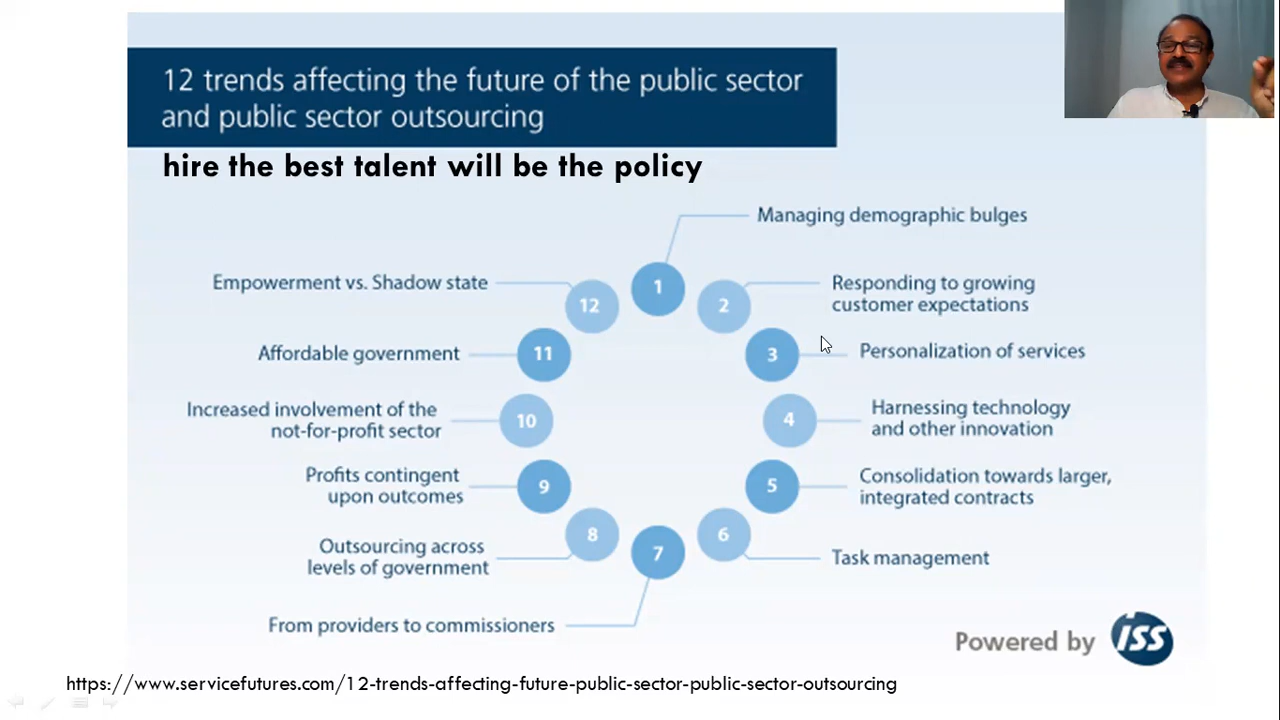 12 trends affecting the future of the public sector
and public sector outsourcing
hire the best talent will be the policy
1
Managing demographic bulges
2
Responding to growing
customer expectations
3
Personalization of services
4
Harnessing technology
and other innovation
5
Consolidation towards larger,
integrated contracts
6
Task management
7
From providers to commissioners
8
Outsourcing across
levels of government
9
Profits contingent
upon outcomes
10
Increased involvement of the
not-for-profit sector
11
Affordable government
12
Empowerment vs. Shadow state
Powered by ISS
https://www.servicefutures.com/12-trends-affecting-future-public-sector-public-sector-outsourcing